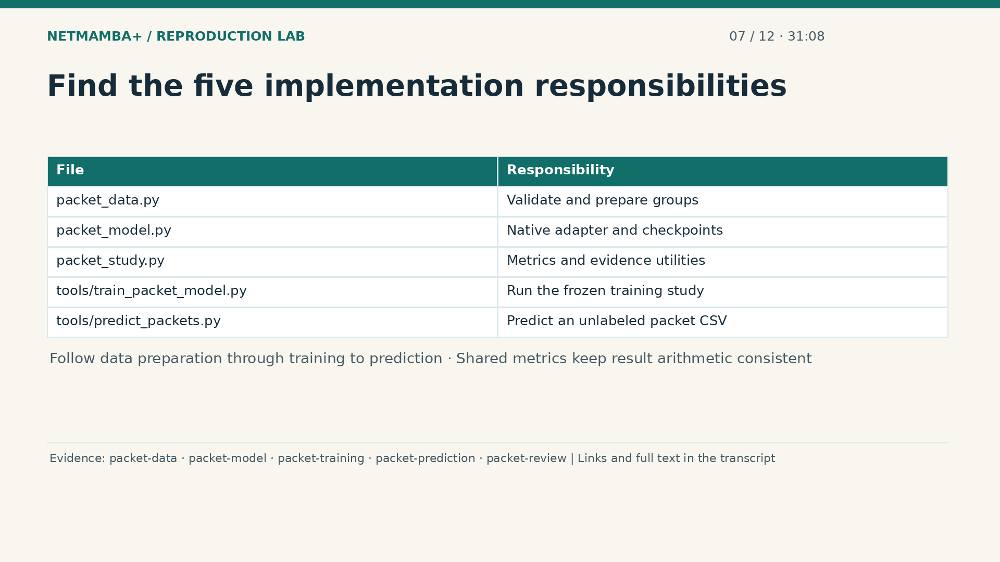 NETMAMBA+ / REPRODUCTION LAB
07 / 12 · 31:08
Find the five implementation responsibilities
File Responsibility
packet_data.py Validate and prepare groups
packet_model.py Native adapter and checkpoints
packet_study.py Metrics and evidence utilities
tools/train_packet_model.py Run the frozen training study
tools/predict_packets.py Predict an unlabeled packet CSV
Follow data preparation through training to prediction · Shared metrics keep result arithmetic consistent
Evidence: packet-data · packet-model · packet-training · packet-prediction · packet-review | Links and full text in the transcript